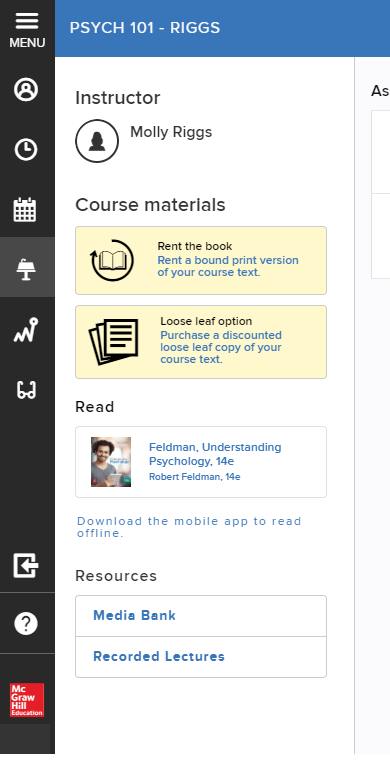 MENU
PSYCH 101 - RIGGS
Instructor
Molly Riggs
Course materials
Rent the book
Rent a bound print version
of your course text.
Loose leaf option
Purchase a discounted
loose leaf copy of your
course text.
Read
Feldman, Understanding
Psychology, 14e
Robert Feldman, 14e
Download the mobile app to read
offline.
Resources
Media Bank
Recorded Lectures
Mc
Graw
Hill
Education
As